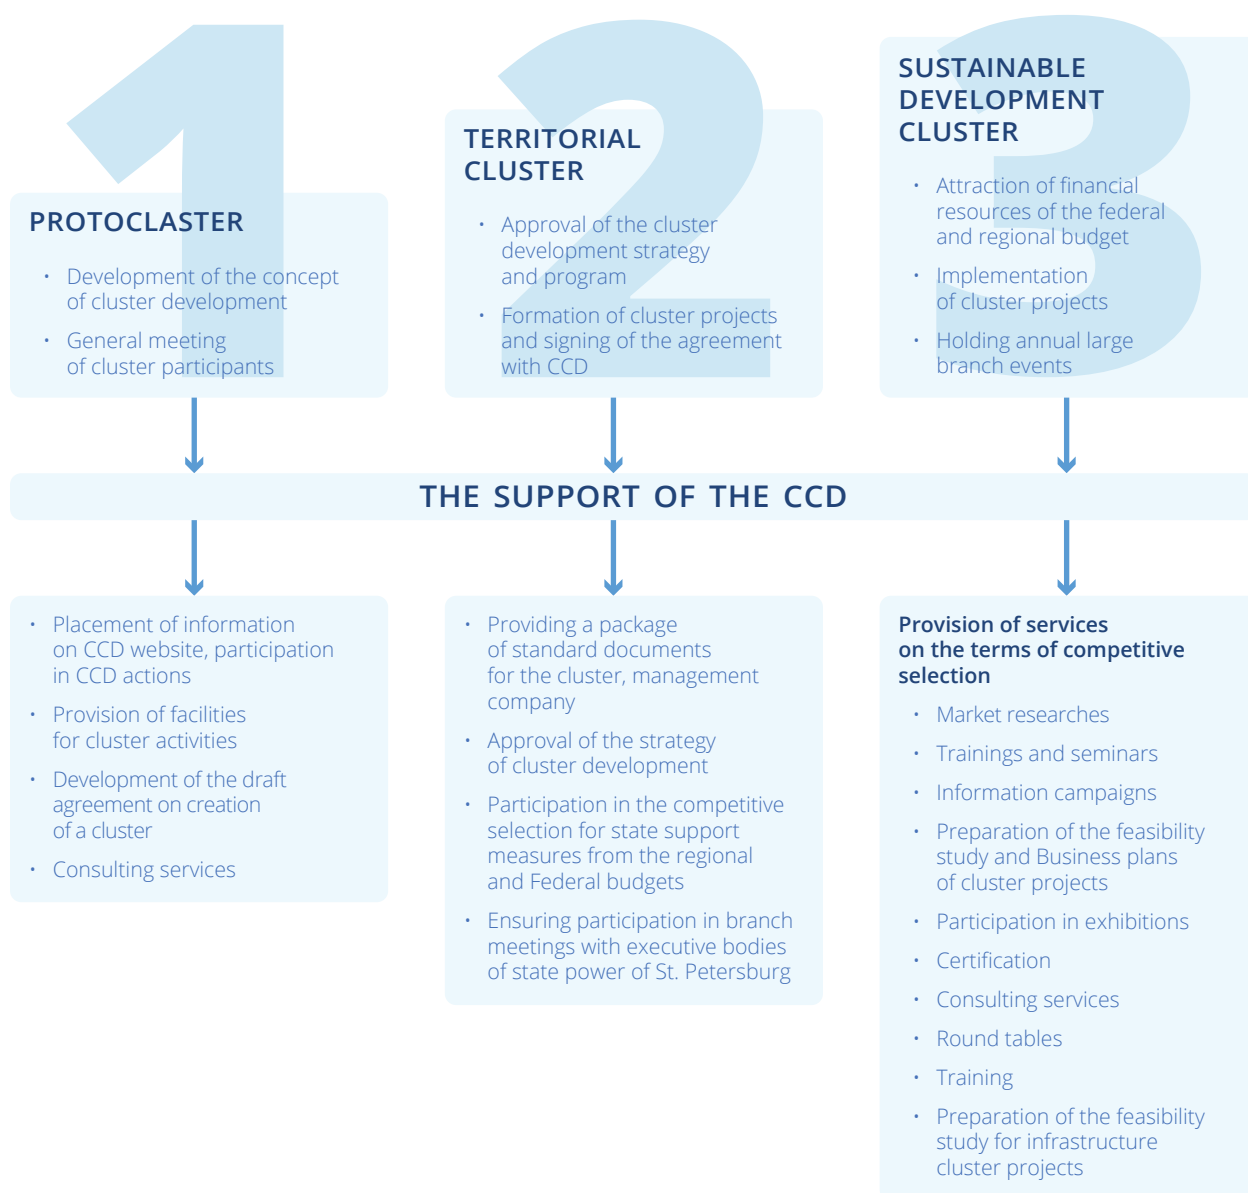 1
PROTOCLASTER
• Development of the concept
of cluster development
• General meeting
of cluster participants
2
TERRITORIAL
CLUSTER
• Approval of the cluster
development strategy
and program
• Formation of cluster projects
and signing of the agreement
with CCD
3
SUSTAINABLE
DEVELOPMENT
CLUSTER
• Attraction of financial
resources of the federal
and regional budget
• Implementation
of cluster projects
• Holding annual large
branch events
THE SUPPORT OF THE CCD
• Placement of information
on CCD website, participation
in CCD actions
• Provision of facilities
for cluster activities
• Development of the draft
agreement on creation
of a cluster
• Consulting services
• Providing a package
of standard documents
for the cluster, management
company
• Approval of the strategy
of cluster development
• Participation in the competitive
selection for state support
measures from the regional
and Federal budgets
• Ensuring participation in branch
meetings with executive bodies
of state power of St. Petersburg
Provision of services
on the terms of competitive
selection
• Market researches
• Trainings and seminars
• Information campaigns
• Preparation of the feasibility
study and Business plans
of cluster projects
• Participation in exhibitions
• Certification
• Consulting services
• Round tables
• Training
• Preparation of the feasibility
study for infrastructure
cluster projects